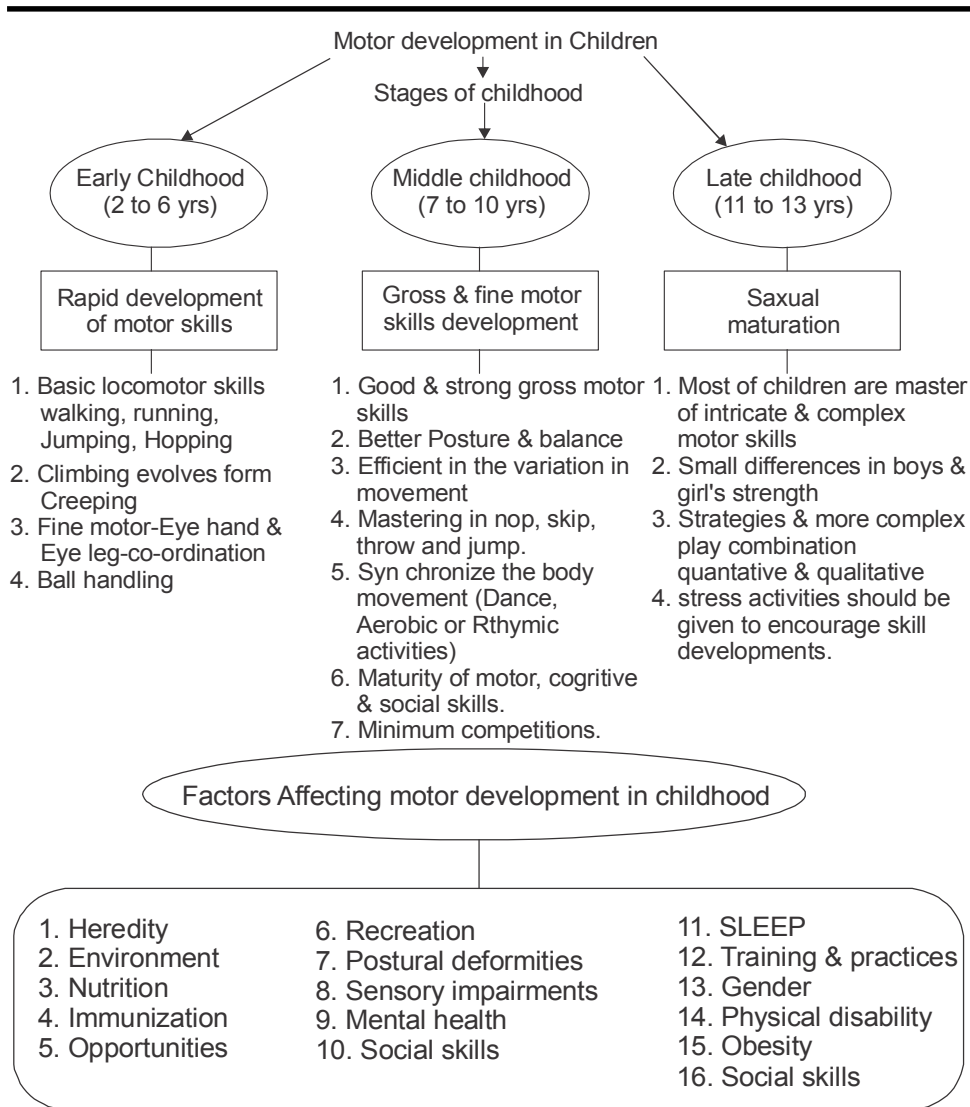 Motor development in Children
Stages of childhood
Early Childhood
(2 to 6 yrs)
Rapid development
of motor skills
1. Basic locomotor skills
walking, running,
Jumping, Hopping
2. Climbing evolves form
Creeping
3. Fine motor-Eye hand &
Eye leg-co-ordination
4. Ball handling
Middle childhood
(7 to 10 yrs)
Gross & fine motor
skills development
1. Good & strong gross motor
skills
2. Better Posture & balance
3. Efficient in the variation in
movement
4. Mastering in nop, skip,
throw and jump.
5. Syn chronize the body
movement (Dance,
Aerobic or Rthymic
activities)
6. Maturity of motor, cogritive
& social skills.
7. Minimum competitions.
Late childhood
(11 to 13 yrs)
Saxual
maturation
1. Most of children are master
of intricate & complex
motor skills
2. Small differences in boys &
girl's strength
3. Strategies & more complex
play combination
quantative & qualitative
4. stress activities should be
given to encourage skill
developments.
Factors Affecting motor development in childhood
1. Heredity
2. Environment
3. Nutrition
4. Immunization
5. Opportunities
6. Recreation
7. Postural deformities
8. Sensory impairments
9. Mental health
10. Social skills
11. SLEEP
12. Training & practices
13. Gender
14. Physical disability
15. Obesity
16. Social skills